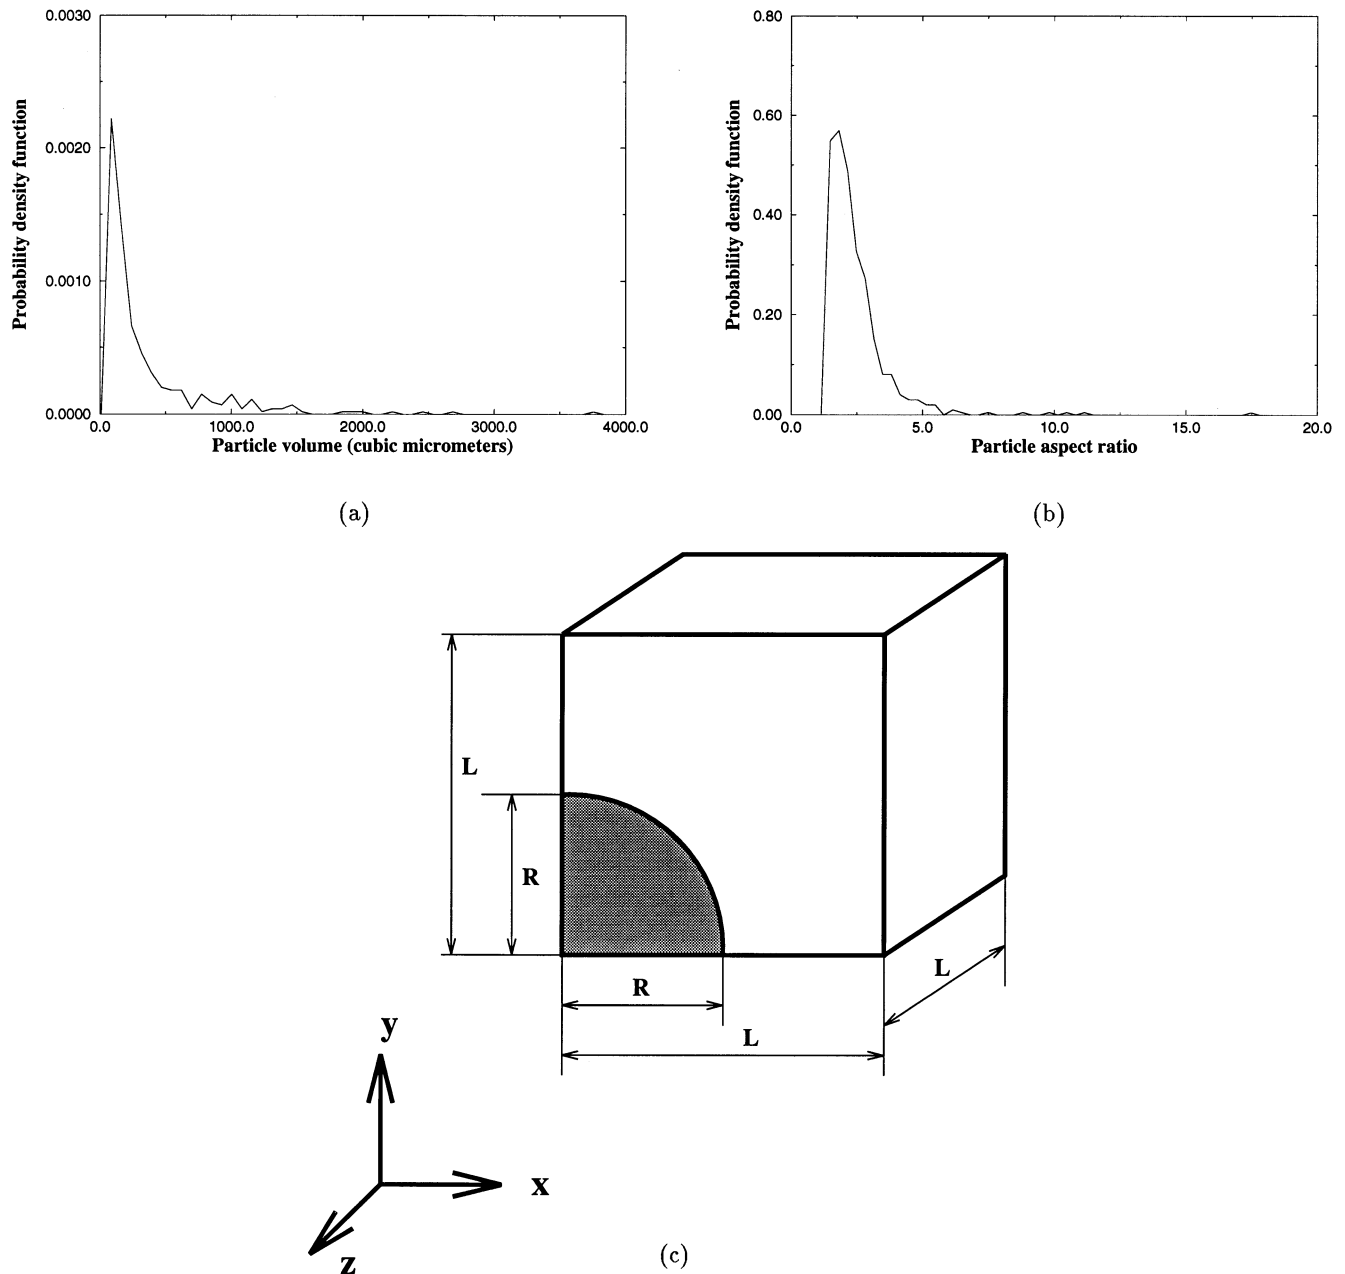 0.0030
0.0020
0.0010
0.0000
Probability density function
0.0
1000.0
2000.0
3000.0
4000.0
Particle volume (cubic micrometers)
(a)
0.80
0.60
0.40
0.20
0.00
Probability density function
0.0
5.0
10.0
15.0
20.0
Particle aspect ratio
(b)
L
R
R
L
L
y
x
z
(c)